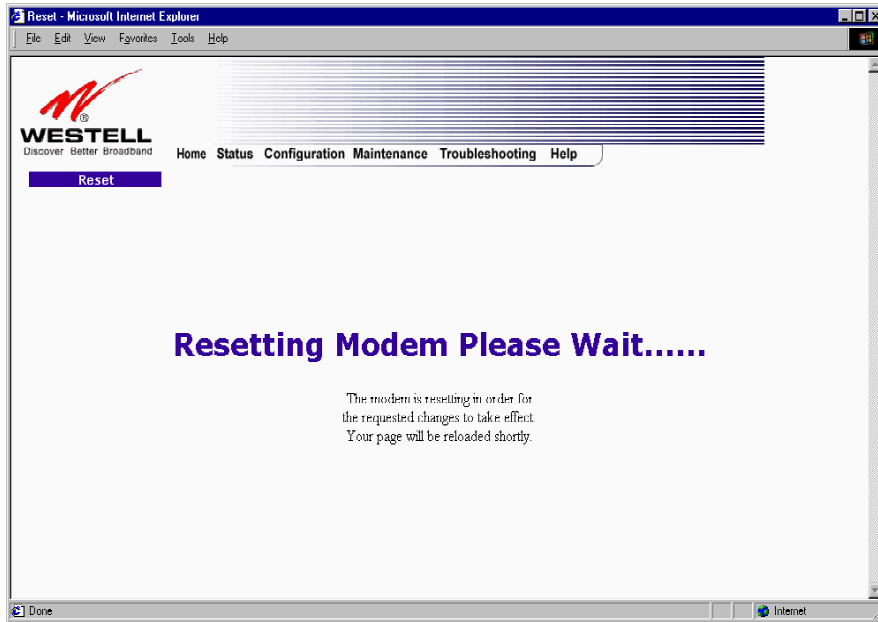 Reset - Microsoft Internet Explorer
File Edit View Favorites Tools Help
®
WESTELL
Discover Better Broadband
Home Status Configuration Maintenance Troubleshooting Help
Reset
Resetting Modem Please Wait......
The modem is resetting in order for
the requested changes to take effect
Your page will be reloaded shortly.
Done
Internet